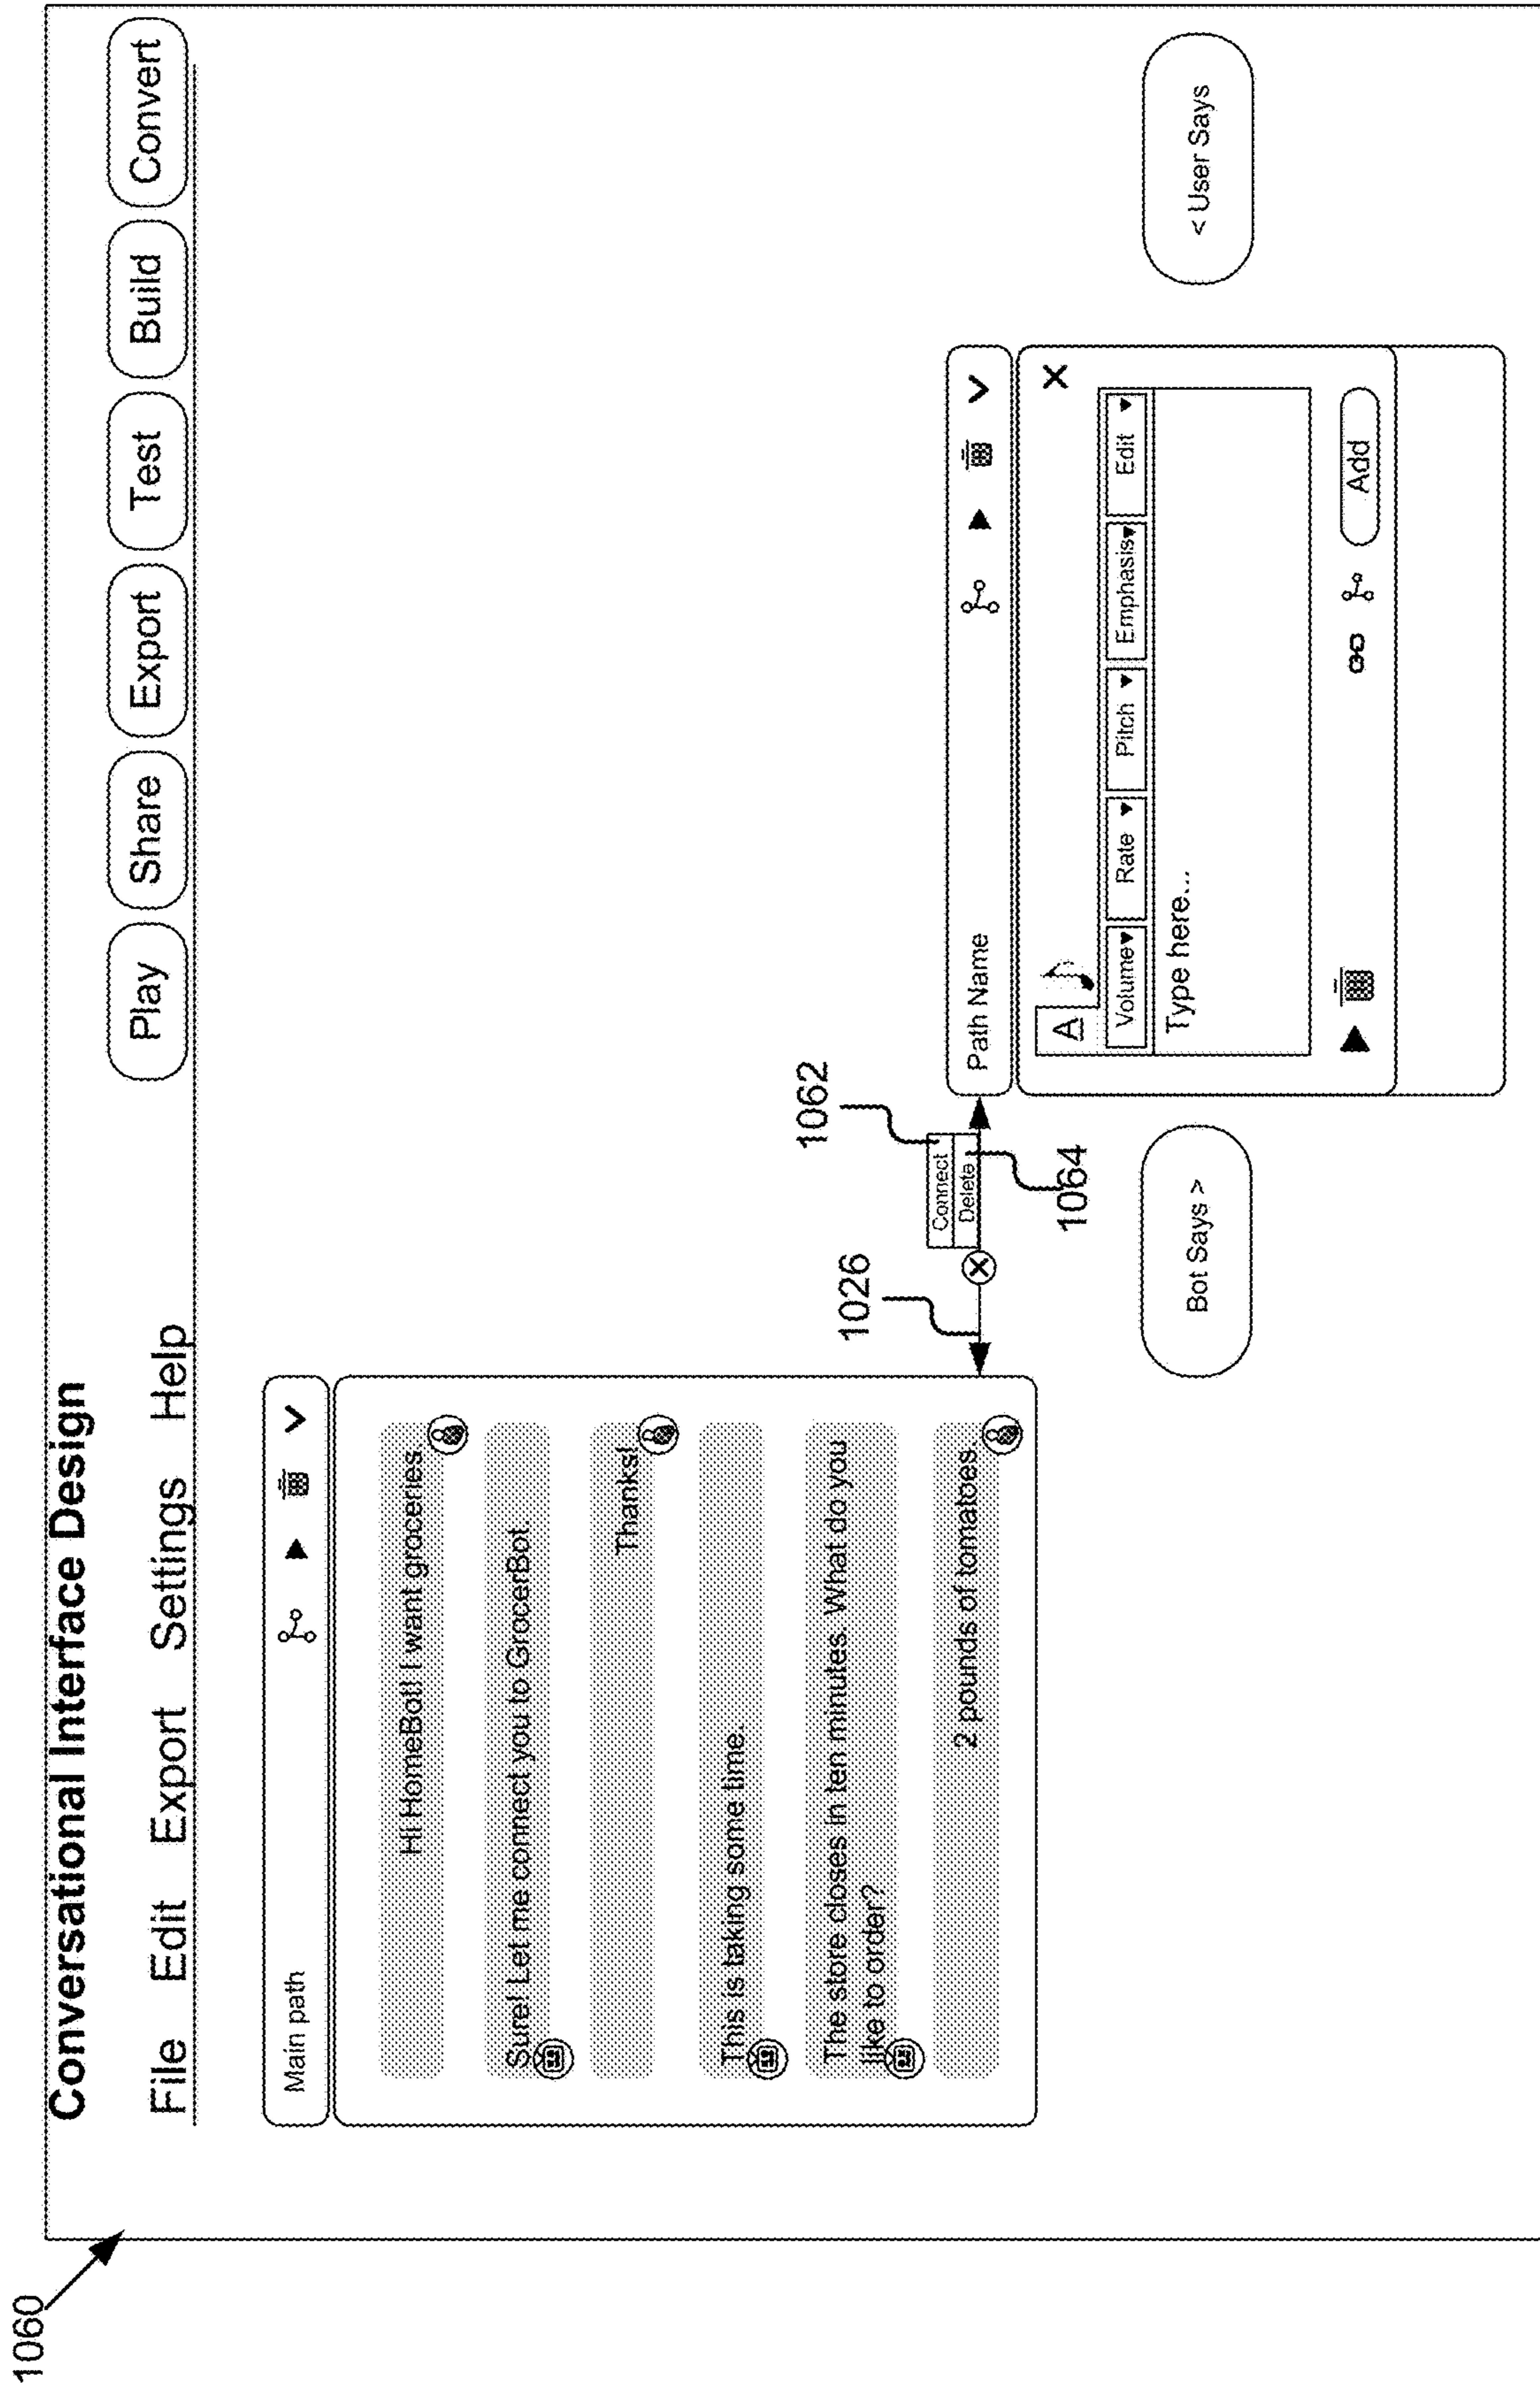 1060
Conversational Interface Design
File Edit Export Settings Help
Play Share Export Test Build Convert
Main path
Hi HomeBot! I want groceries
Sure! Let me connect you to GrocerBot.
Thanks!
This is taking some time.
The store closes in ten minutes. What do you
like to order?
2 pounds of tomatoes
1026
1062
Connect
Delete
1064
Path Name
A
Volume Rate Pitch Emphasis Edit
Type here...
Add
Bot Says >
< User Says